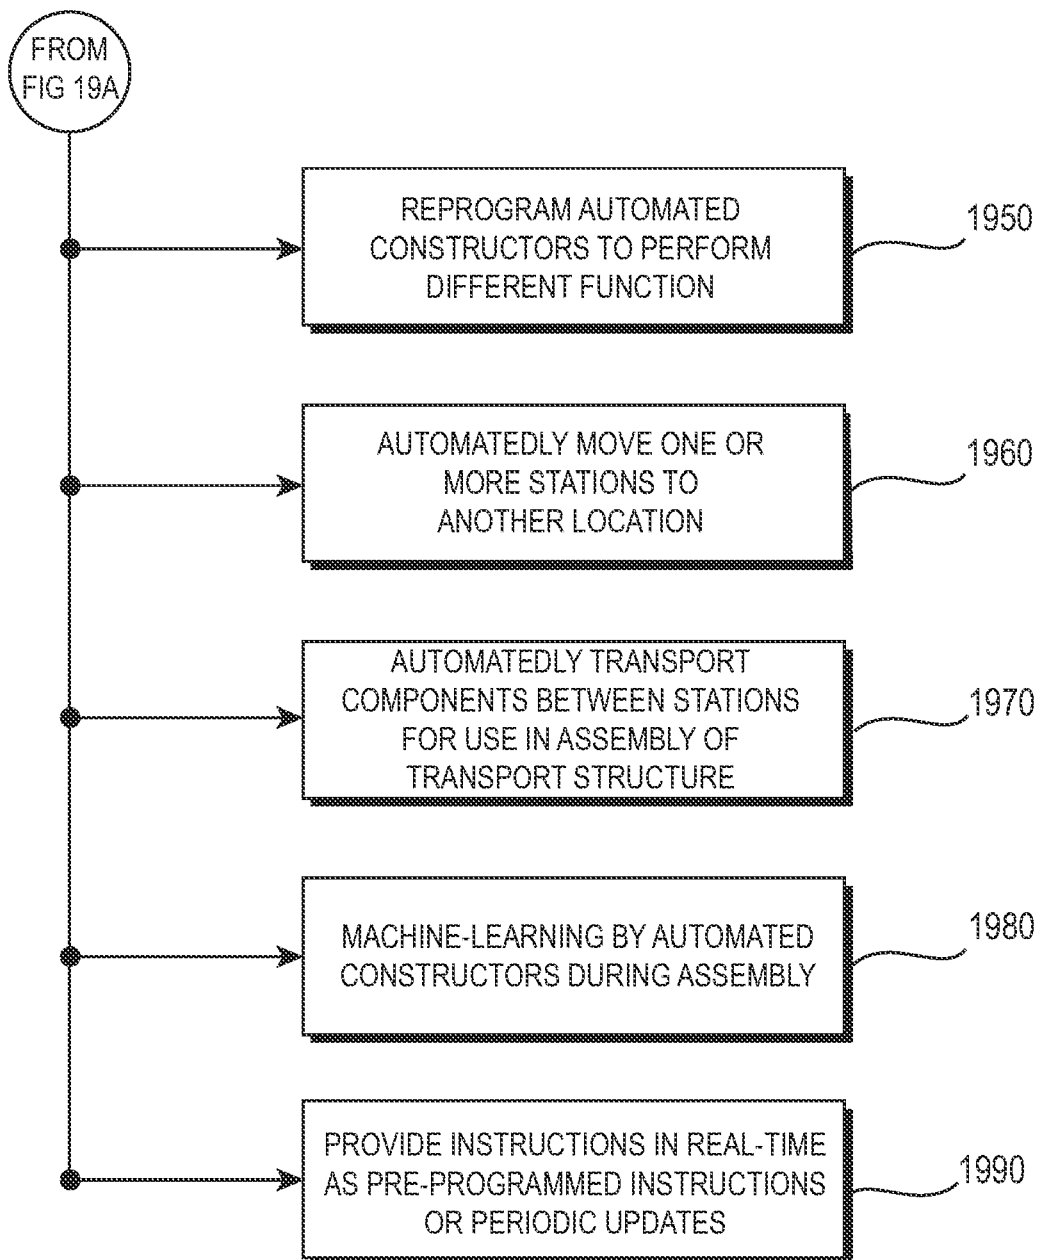 FROM
FIG 19A
REPROGRAM AUTOMATED
CONSTRUCTORS TO PERFORM
DIFFERENT FUNCTION
1950
AUTOMATEDLY MOVE ONE OR
MORE STATIONS TO
ANOTHER LOCATION
1960
AUTOMATEDLY TRANSPORT
COMPONENTS BETWEEN STATIONS
FOR USE IN ASSEMBLY OF
TRANSPORT STRUCTURE
1970
MACHINE-LEARNING BY AUTOMATED
CONSTRUCTORS DURING ASSEMBLY
1980
PROVIDE INSTRUCTIONS IN REAL-TIME
AS PRE-PROGRAMMED INSTRUCTIONS
OR PERIODIC UPDATES
1990